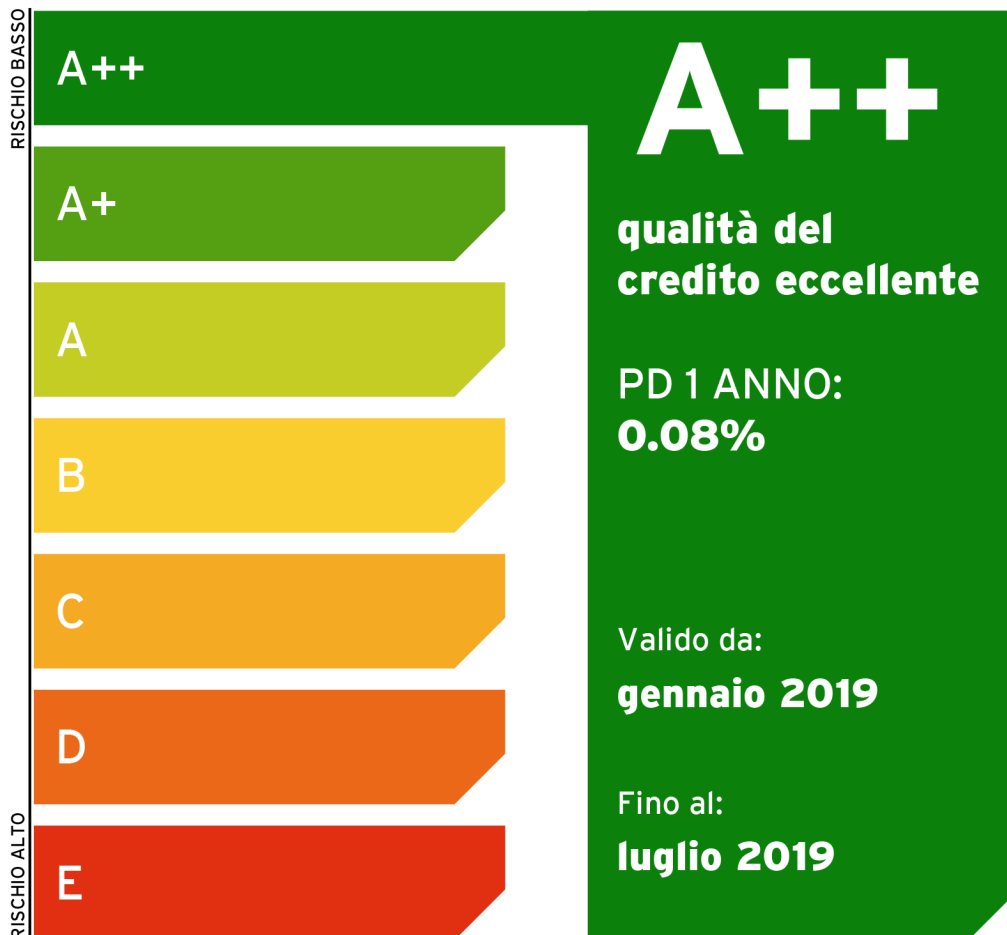 RISCHIO BASSO
A++
A+
A
B
C
D
E
RISCHIO ALTO
A++
qualità del
credito eccellente
PD 1 ANNO:
0.08%
Valido da:
gennaio 2019
Fino al:
luglio 2019